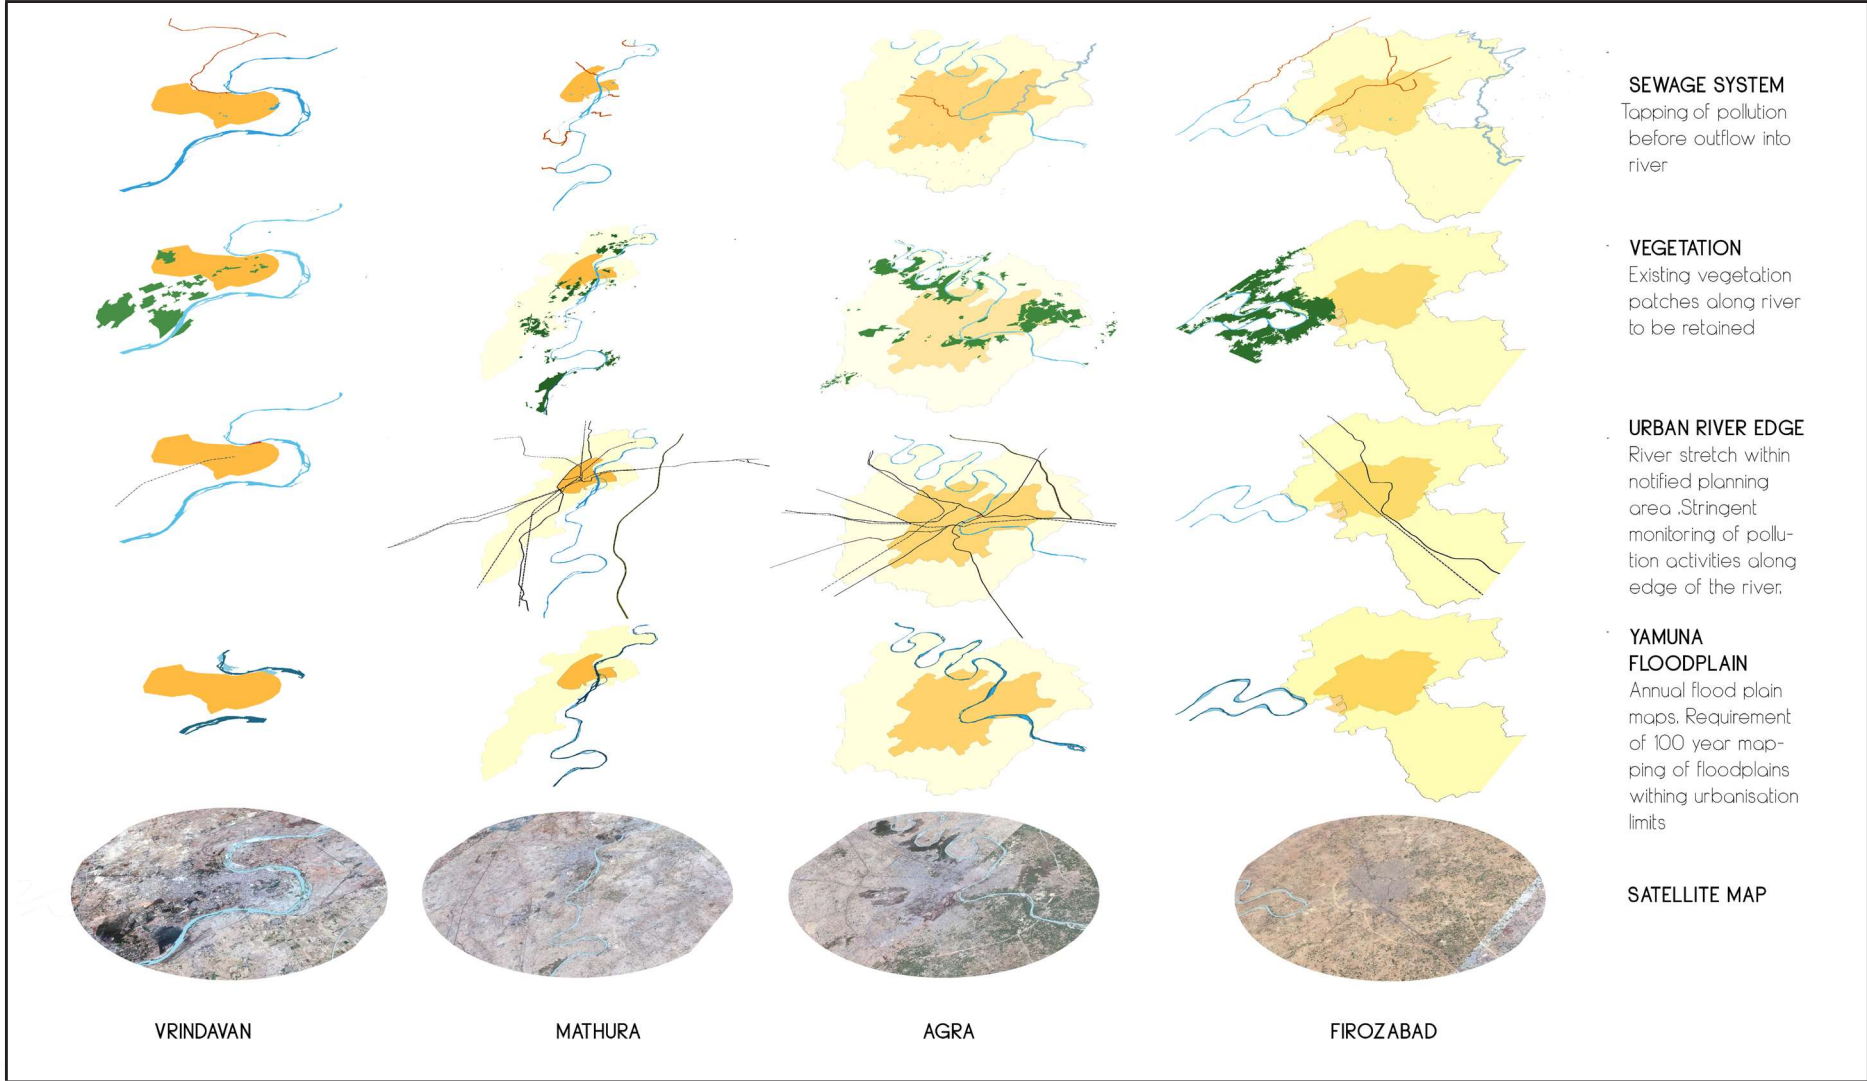 SEWAGE SYSTEM
Tapping of pollution
before outflow into
river
VEGETATION
Existing vegetation
patches along river
to be retained
URBAN RIVER EDGE
River stretch within
notified planning
area .Stringent
monitoring of pollu-
tion activities along
edge of the river.
YAMUNA
FLOODPLAIN
Annual flood plain
maps. Requirement
of 100 year map-
ping of floodplains
withing urbanisation
limits
SATELLITE MAP
VRINDAVAN
MATHURA
AGRA
FIROZABAD